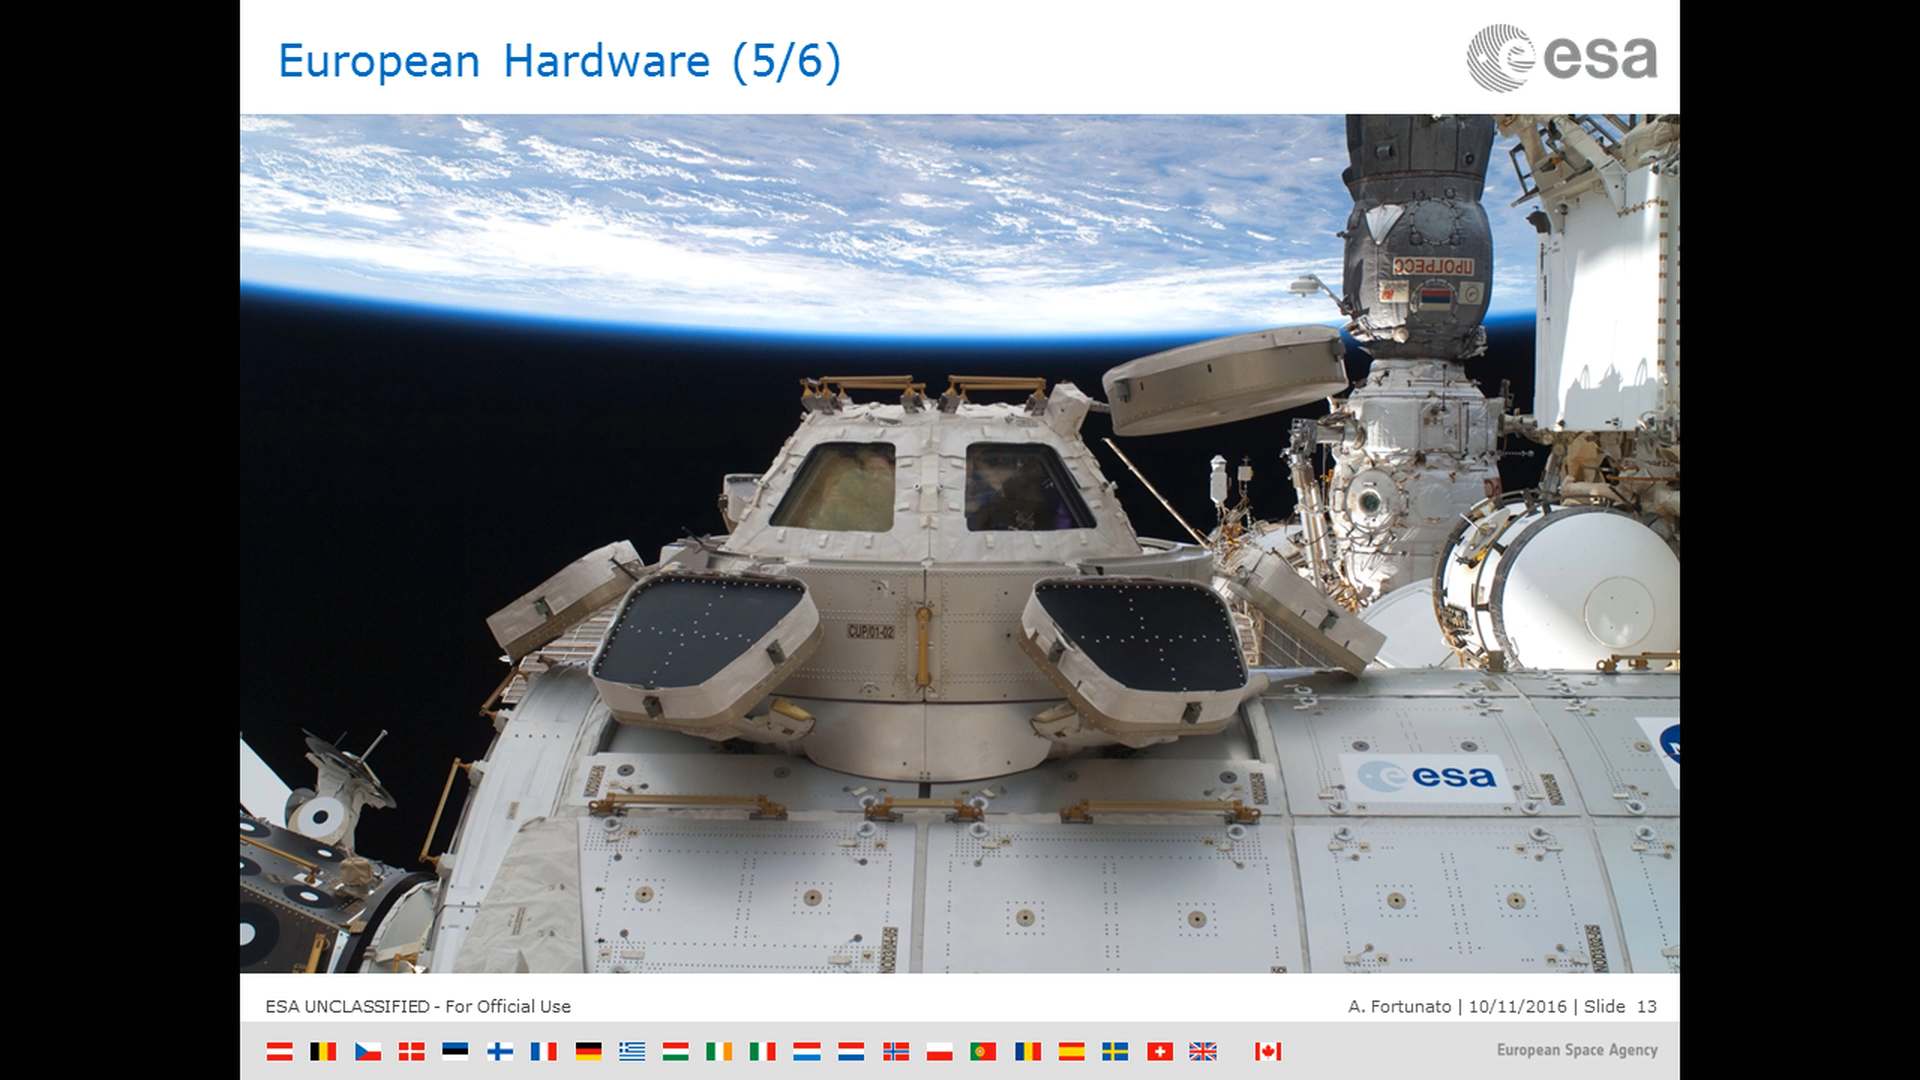 European Hardware (5/6)
esa
ПРОГРЕСС
CUP/01-02
esa
ESA UNCLASSIFIED - For Official Use
A. Fortunato | 10/11/2016 | Slide 13
European Space Agency